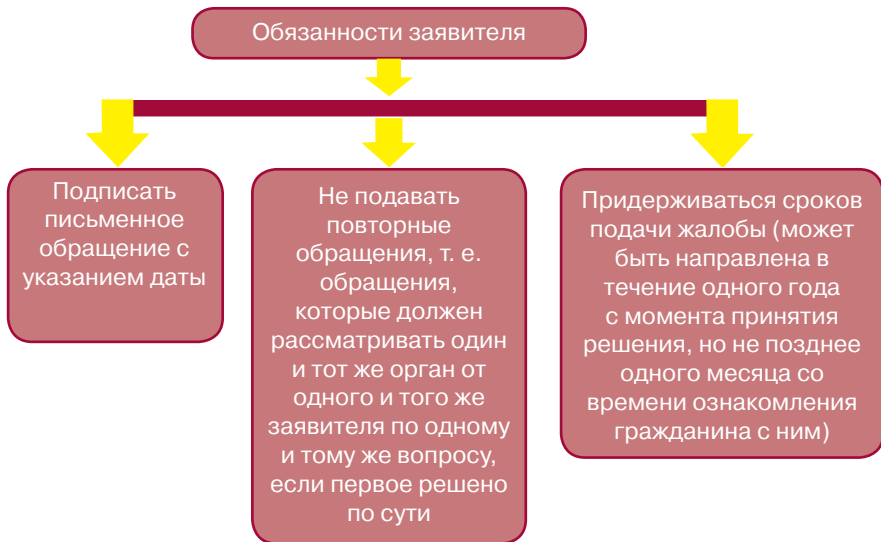 Обязанности заявителя
Подписать
письменное
обращение с
указанием даты
Не подавать
повторные
обращения, т. е.
обращения,
которые должен
рассматривать один
и тот же орган от
одного и того же
заявителя по одному
и тому же вопросу,
если первое решено
по сути
Придерживаться сроков
подачи жалобы (может
быть направлена в
течение одного года
с момента принятия
решения, но не позднее
одного месяца со
времени ознакомления
гражданина с ним)